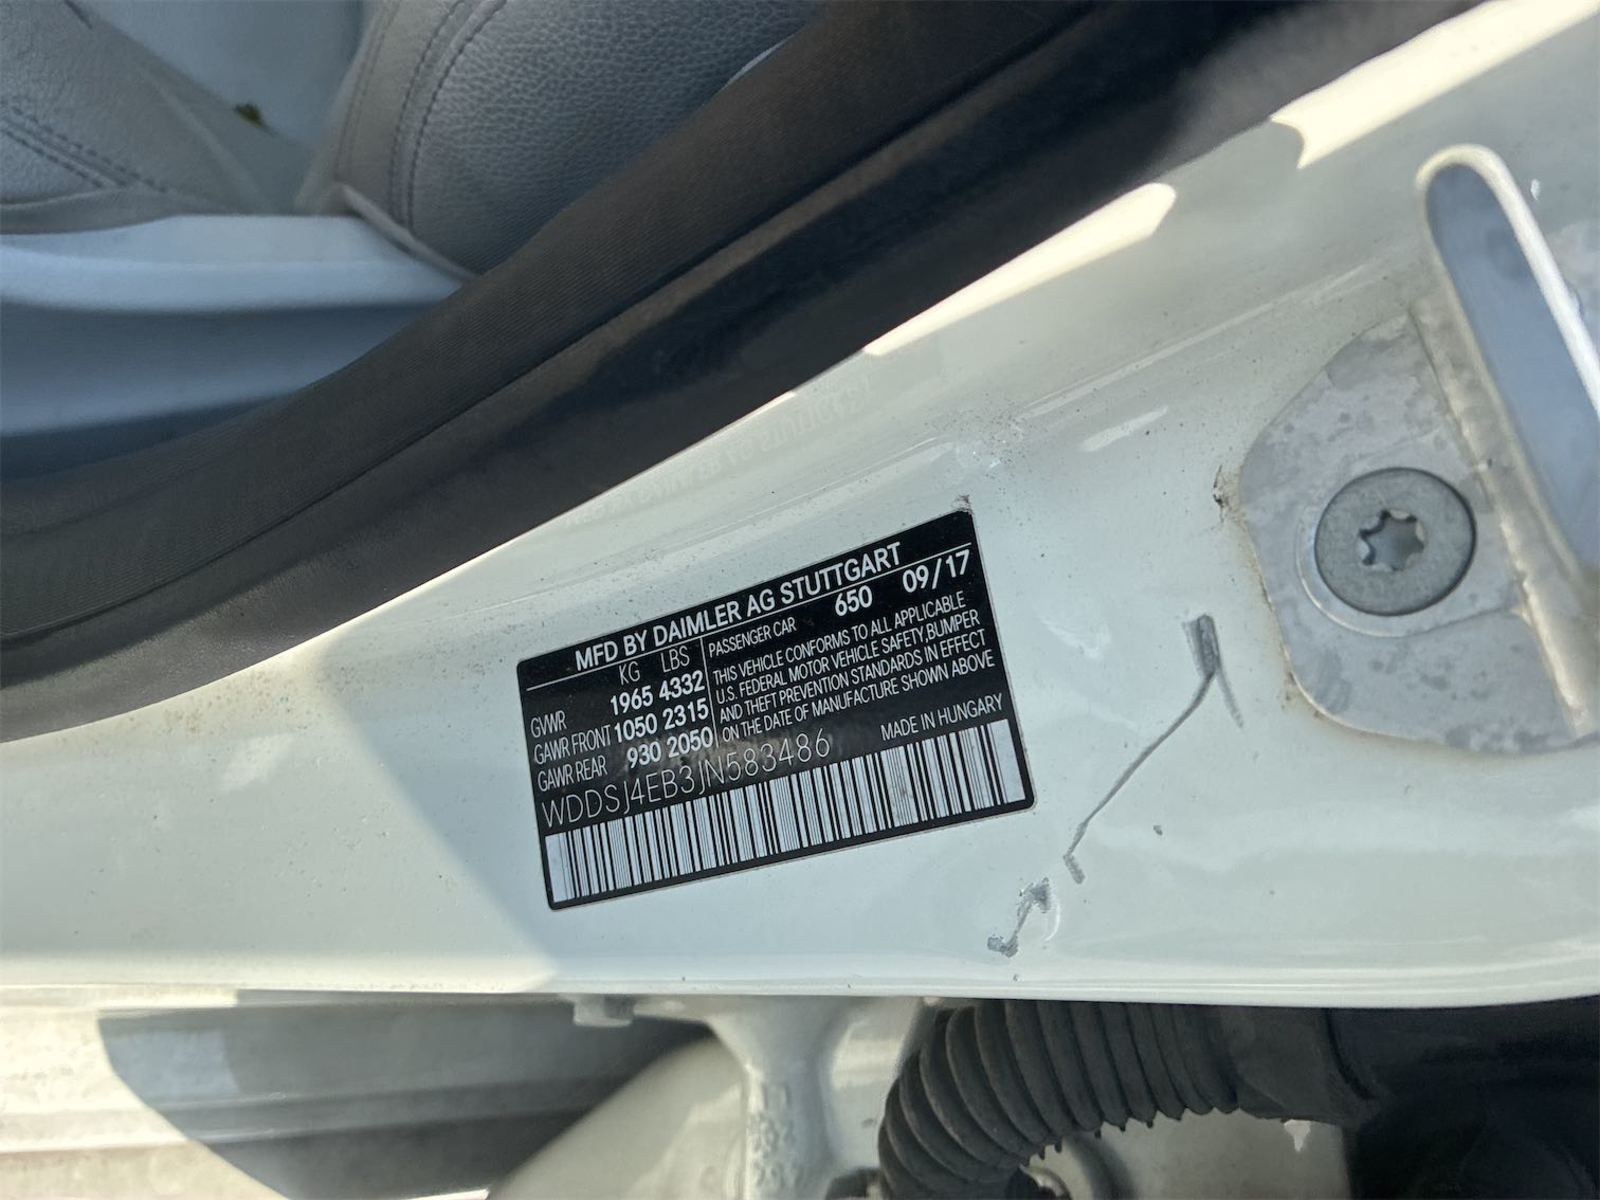 MFD BY DAIMLER AG STUTTGART
KG LBS
GVWR 1965 4332
GAWR FRONT 1050 2315
GAWR REAR 930 2050
PASSENGER CAR 650 09/17
THIS VEHICLE CONFORMS TO ALL APPLICABLE
U.S. FEDERAL MOTOR VEHICLE SAFETY,BUMPER
AND THEFT PREVENTION STANDARDS IN EFFECT
ON THE DATE OF MANUFACTURE SHOWN ABOVE
MADE IN HUNGARY
WDDSJ4EB3JN583486